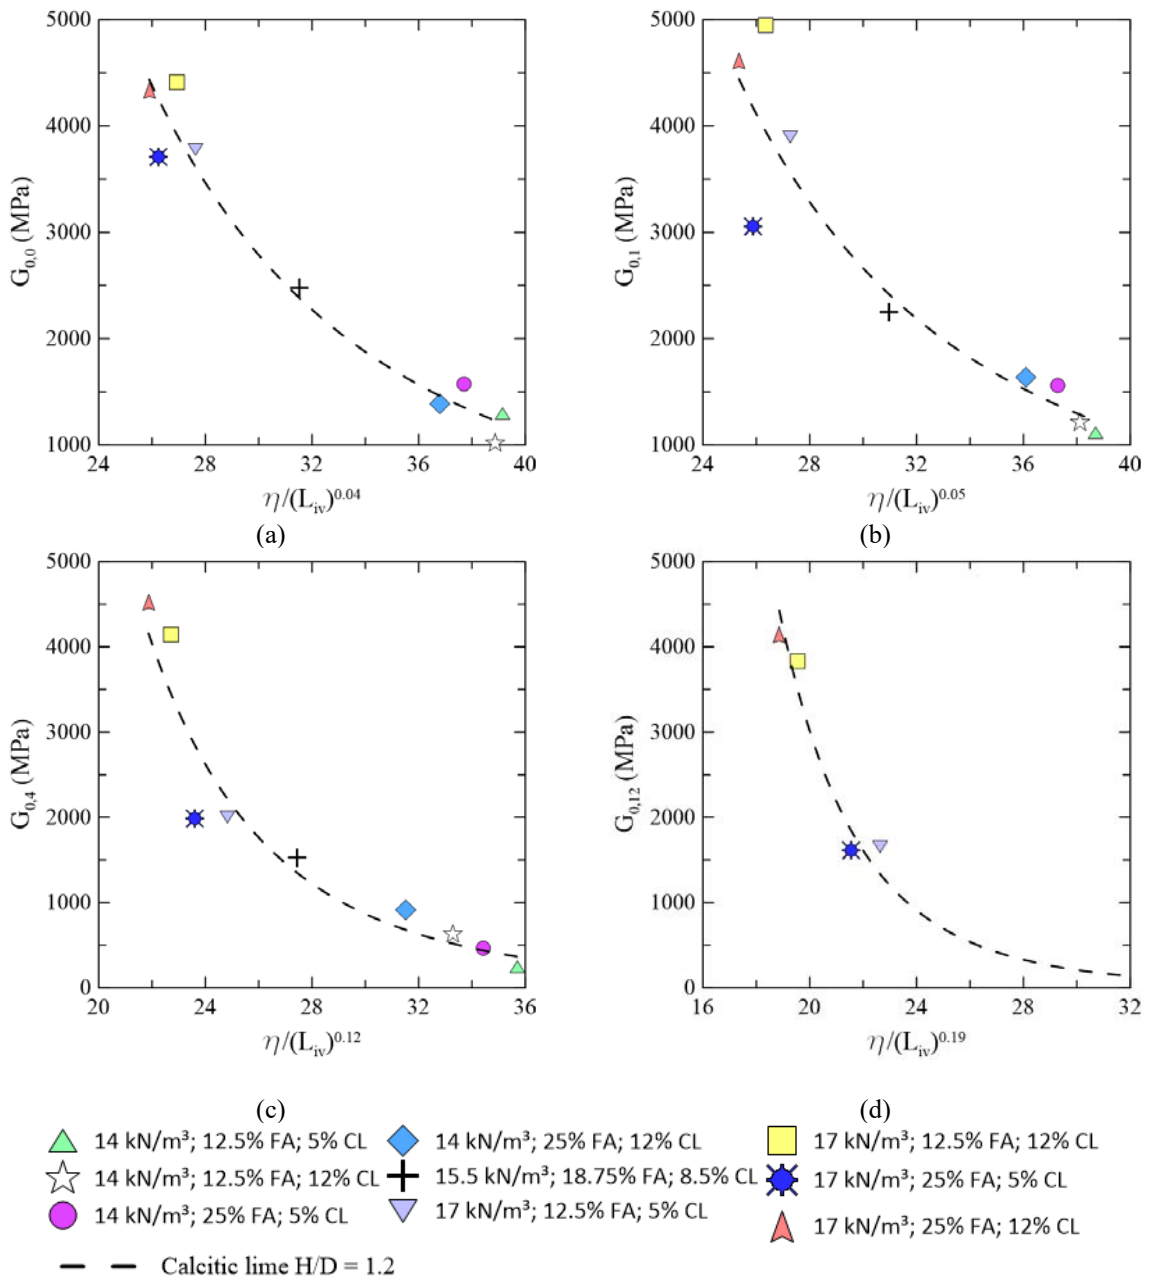 5000
4000
3000
2000
1000
24 28 32 36 40
G0,0 (MPa)
η/(Liv)0.04
(a)
5000
4000
3000
2000
1000
24 28 32 36 40
G0,1 (MPa)
η/(Liv)0.05
(b)
5000
4000
3000
2000
1000
0
20 24 28 32 36
G0,4 (MPa)
η/(Liv)0.12
(c)
5000
4000
3000
2000
1000
0
16 20 24 28 32
G0,12 (MPa)
η/(Liv)0.19
(d)
14 kN/m³; 12.5% FA; 5% CL
14 kN/m³; 12.5% FA; 12% CL
14 kN/m³; 25% FA; 5% CL
14 kN/m³; 25% FA; 12% CL
15.5 kN/m³; 18.75% FA; 8.5% CL
17 kN/m³; 12.5% FA; 5% CL
17 kN/m³; 12.5% FA; 12% CL
17 kN/m³; 25% FA; 5% CL
17 kN/m³; 25% FA; 12% CL
Calcitic lime H/D = 1.2